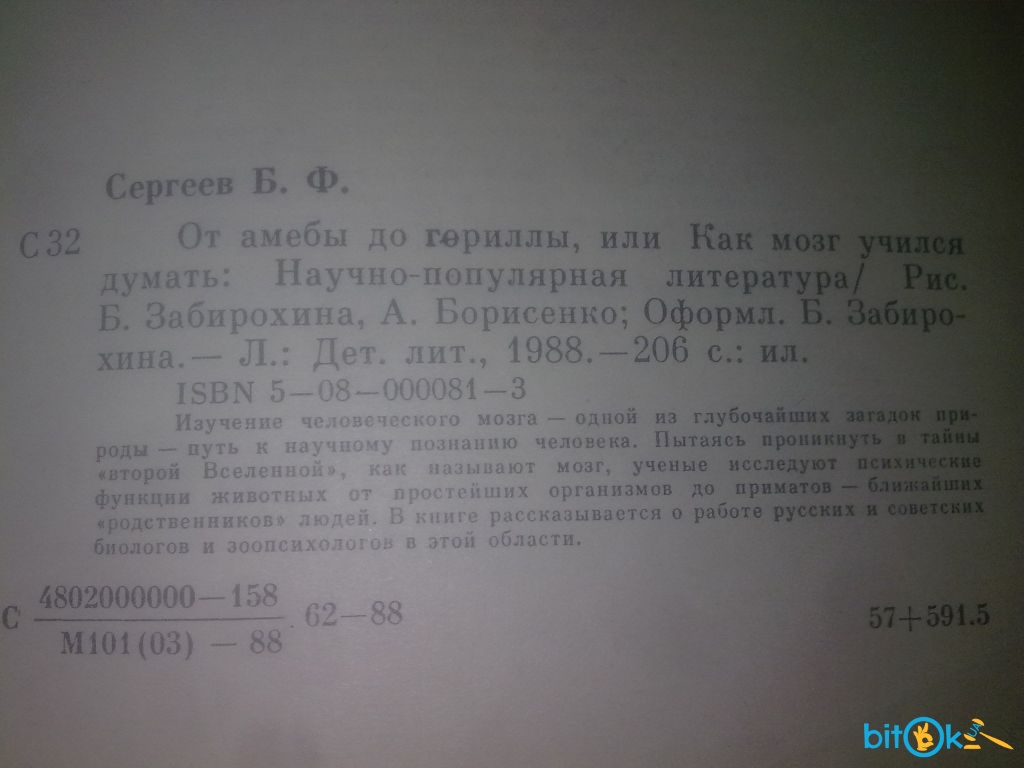 Сергеев Б. Ф.
С 32 От амебы до гориллы, или Как мозг учился
думать: Научно-популярная литература/ Рис.
Б. Забирохина, А. Борисенко; Оформл. Б. Забиро-
хина.— Л.: Дет. лит., 1988.—206 с.: ил.
ISBN 5—08—000081—3
Изучение человеческого мозга — одной из глубочайших загадок при-
роды — путь к научному познанию человека. Пытаясь проникнуть в тайны
«второй Вселенной», как называют мозг, ученые исследуют психические
функции животных от простейших организмов до приматов — ближайших
«родственников» людей. В книге рассказывается о работе русских и советских
биологов и зоопсихологов в этой области.
4802000000—158
С 62—88 57+591.5
М101(03) — 88
bitok UA